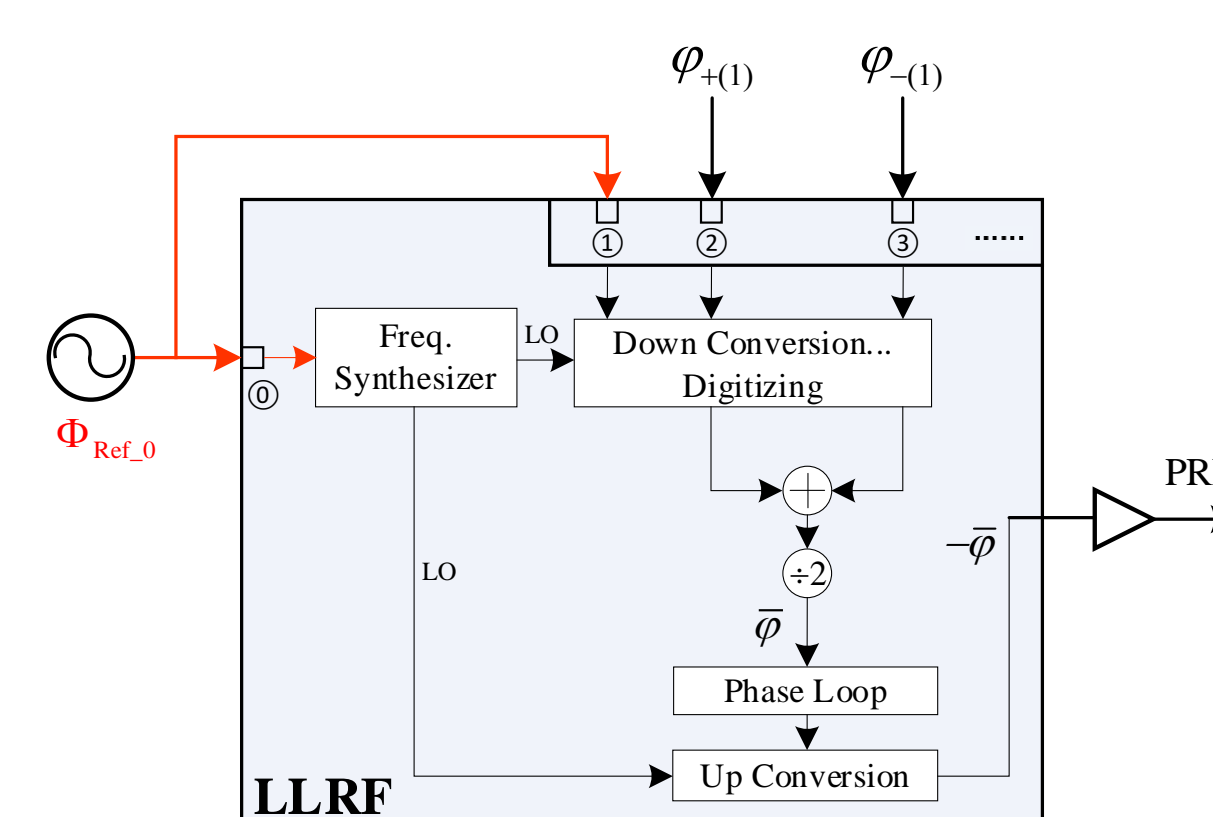 φ₊₍₁₎ φ₋₍₁₎
① ② ③ ......
Freq.
Synthesizer
LO
Down Conversion...
Digitizing
⓪
Φ Ref_0
+
÷2
−φ̅
LO
φ̅
Phase Loop
Up Conversion
LLRF